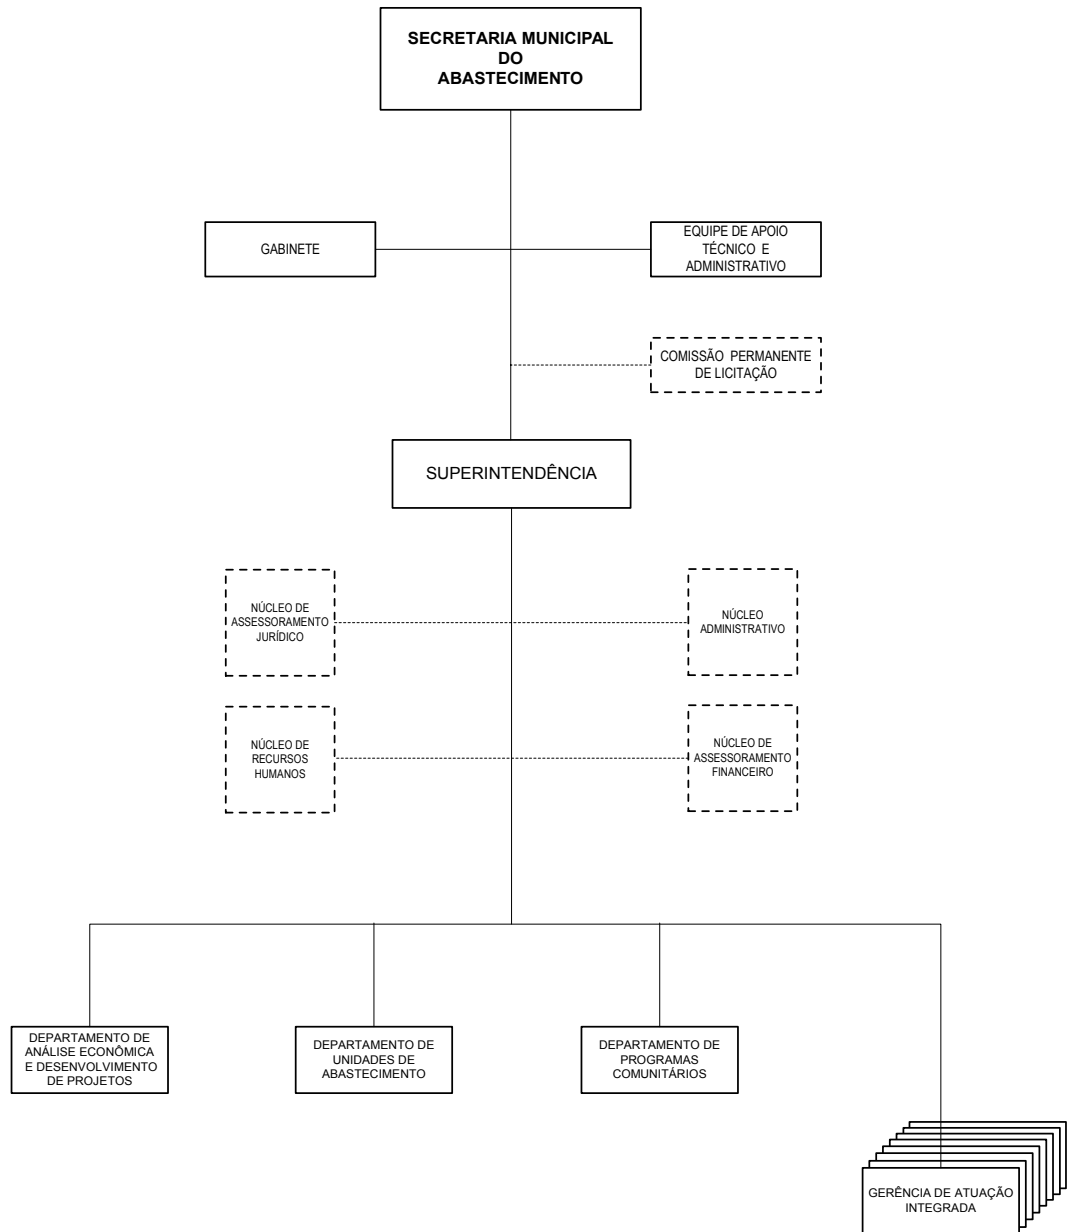 SECRETARIA MUNICIPAL
DO
ABASTECIMENTO
GABINETE
EQUIPE DE APOIO
TÉCNICO E
ADMINISTRATIVO
COMISSÃO PERMANENTE
DE LICITAÇÃO
SUPERINTENDÊNCIA
NÚCLEO DE
ASSESSORAMENTO
JURÍDICO
NÚCLEO
ADMINISTRATIVO
NÚCLEO DE
RECURSOS
HUMANOS
NÚCLEO DE
ASSESSORAMENTO
FINANCEIRO
DEPARTAMENTO DE
ANÁLISE ECONÔMICA
E DESENVOLVIMENTO
DE PROJETOS
DEPARTAMENTO DE
UNIDADES DE
ABASTECIMENTO
DEPARTAMENTO DE
PROGRAMAS
COMUNITÁRIOS
GERÊNCIA DE ATUAÇÃO
INTEGRADA